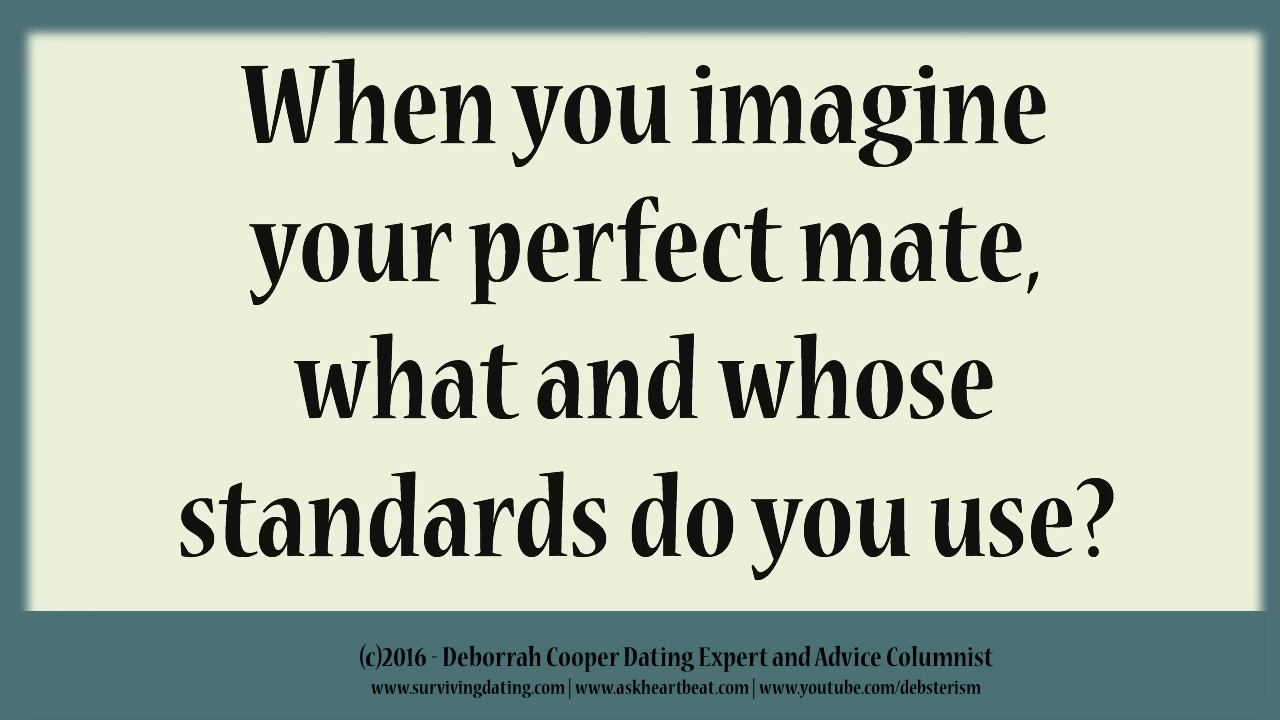 When you imagine
your perfect mate,
what and whose
standards do you use?
(c)2016 - Deborrah Cooper Dating Expert and Advice Columnist
www.survivingdating.com | www.askheartbeat.com | www.youtube.com/debsterism